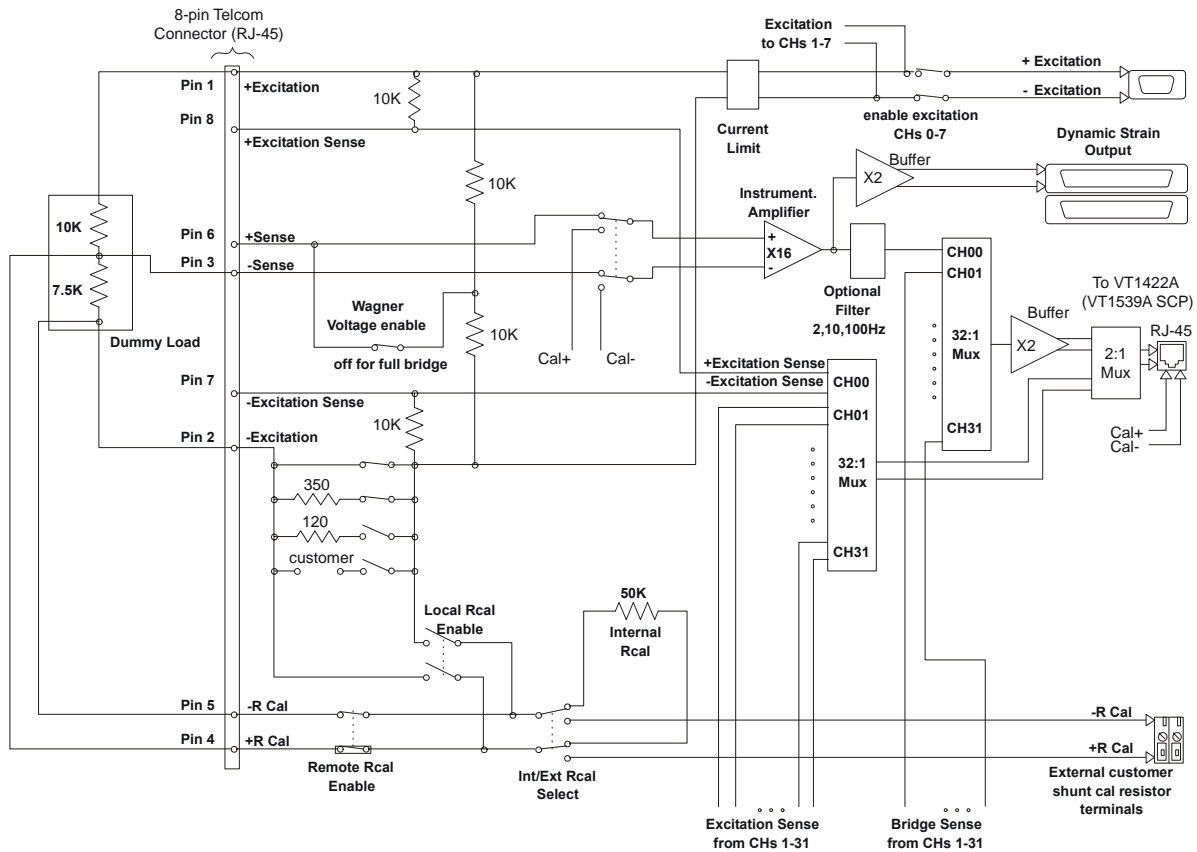 8-pin Telcom
Connector (RJ-45)
Pin 1
+Excitation
Pin 8
+Excitation Sense
10K
10K
10K
7.5K
Dummy Load
Pin 6
+Sense
Pin 3
-Sense
Wagner
Voltage enable
off for full bridge
10K
Pin 7
-Excitation Sense
Pin 2
-Excitation
10K
350
120
customer
Local Rcal
Enable
Pin 5
-R Cal
Pin 4
+R Cal
Remote Rcal
Enable
Int/Ext Rcal
Select
50K
Internal
Rcal
Cal+
Cal-
Excitation
to CHs 1-7
Current
Limit
+ Excitation
- Excitation
enable excitation
CHs 0-7
Dynamic Strain
Output
Buffer
X2
Instrument.
Amplifier
+
X16
-
Optional
Filter
2,10,100Hz
CH00
CH01
32:1
Mux
CH31
+Excitation Sense
-Excitation Sense
CH00
CH01
32:1
Mux
CH31
Buffer
X2
2:1
Mux
To VT1422A
(VT1539A SCP)
RJ-45
Cal+
Cal-
-R Cal
+R Cal
External customer
shunt cal resistor
terminals
Excitation Sense
from CHs 1-31
Bridge Sense
from CHs 1-31